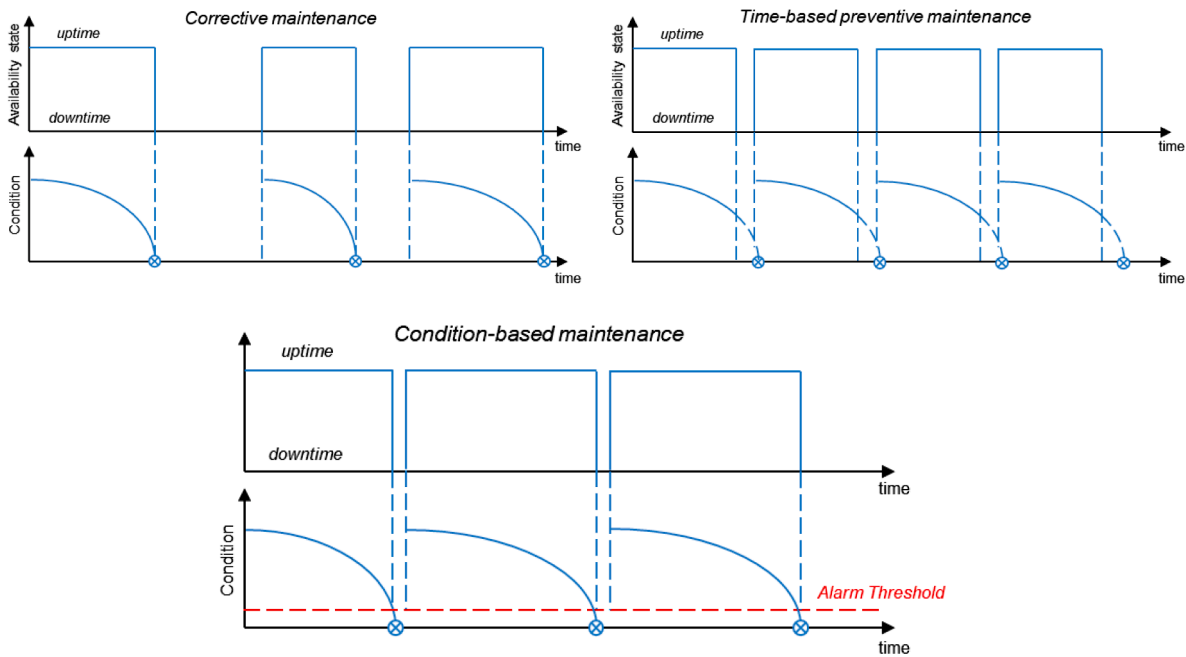 Corrective maintenance
Availability state
uptime
downtime
time
Condition
time
Time-based preventive maintenance
Availability state
uptime
downtime
time
Condition
time
Condition-based maintenance
uptime
downtime
time
Condition
Alarm Threshold
time